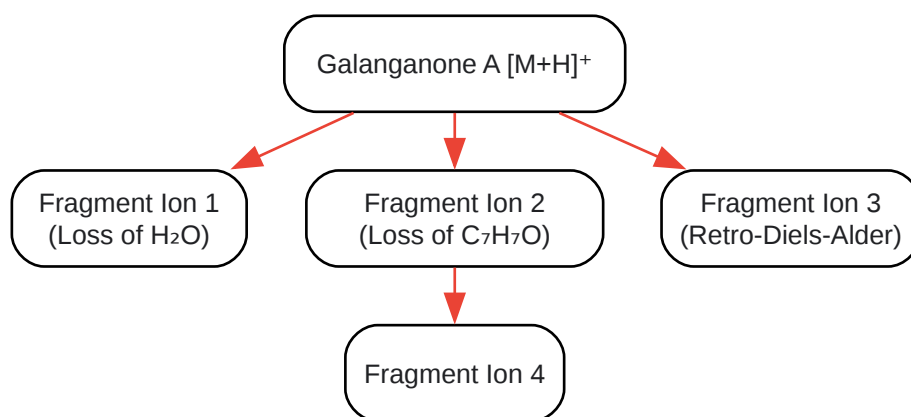 Galanganone A [M+H]⁺
Fragment Ion 1
(Loss of H₂O)
Fragment Ion 2
(Loss of C₇H₇O)
Fragment Ion 3
(Retro-Diels-Alder)
Fragment Ion 4